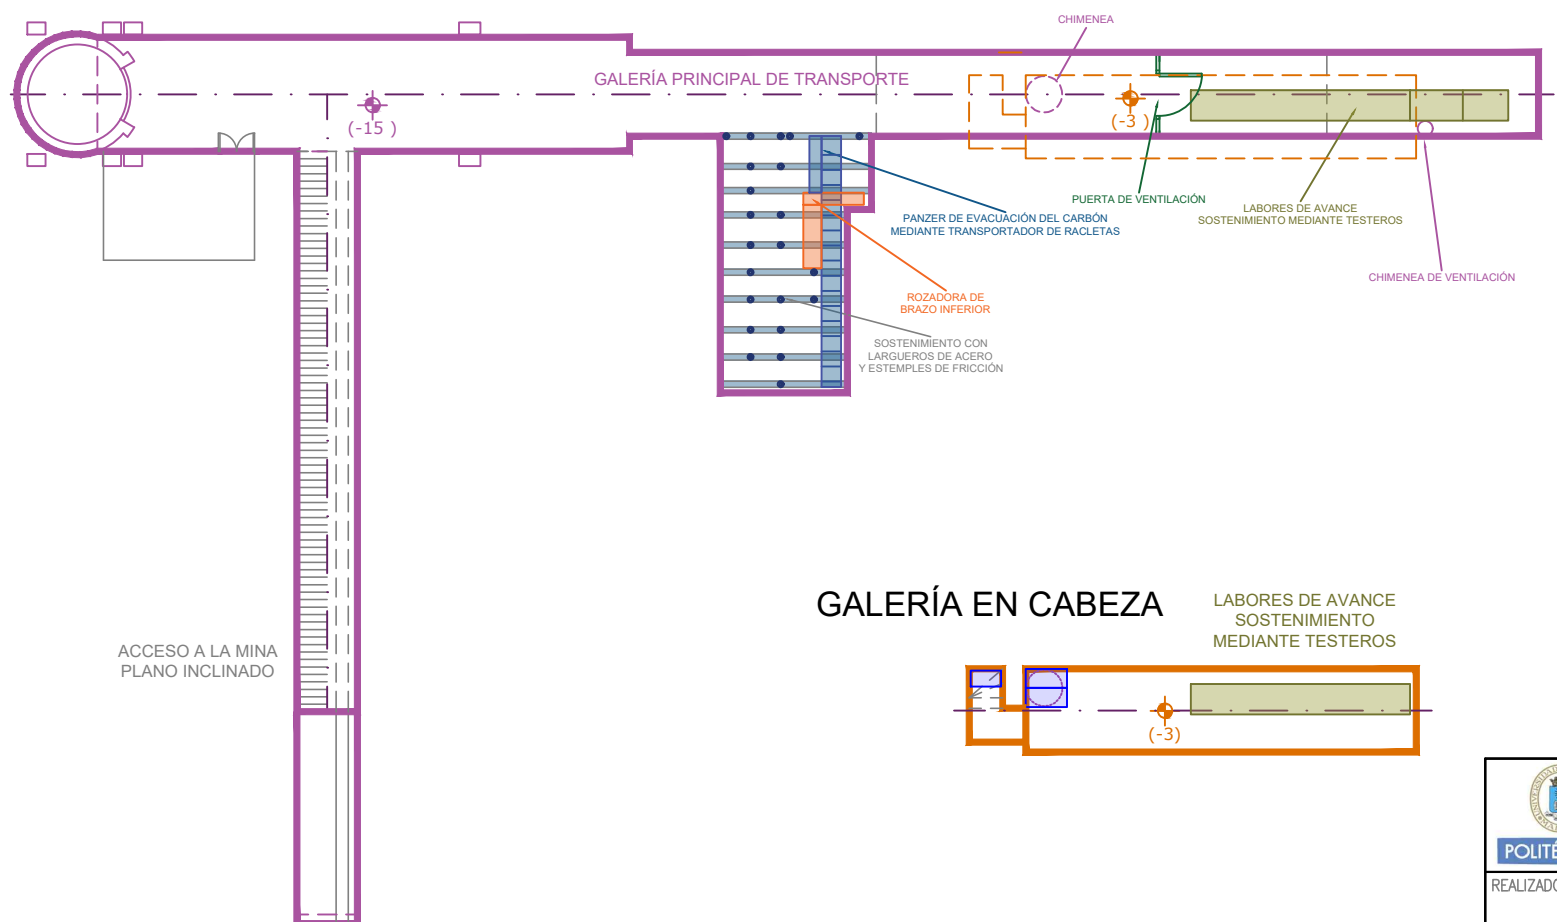 CHIMENEA
GALERÍA PRINCIPAL DE TRANSPORTE
(-15 )
(-3 )
PUERTA DE VENTILACIÓN
LABORES DE AVANCE
SOSTENIMIENTO MEDIANTE TESTEROS
PANZER DE EVACUACIÓN DEL CARBÓN
MEDIANTE TRANSPORTADOR DE RACLETAS
CHIMENEA DE VENTILACIÓN
ROZADORA DE
BRAZO INFERIOR
SOSTENIMIENTO CON
LARGUEROS DE ACERO
Y ESTEMPLES DE FRICCIÓN
GALERÍA EN CABEZA
LABORES DE AVANCE
SOSTENIMIENTO
MEDIANTE TESTEROS
ACCESO A LA MINA
PLANO INCLINADO
(-3)